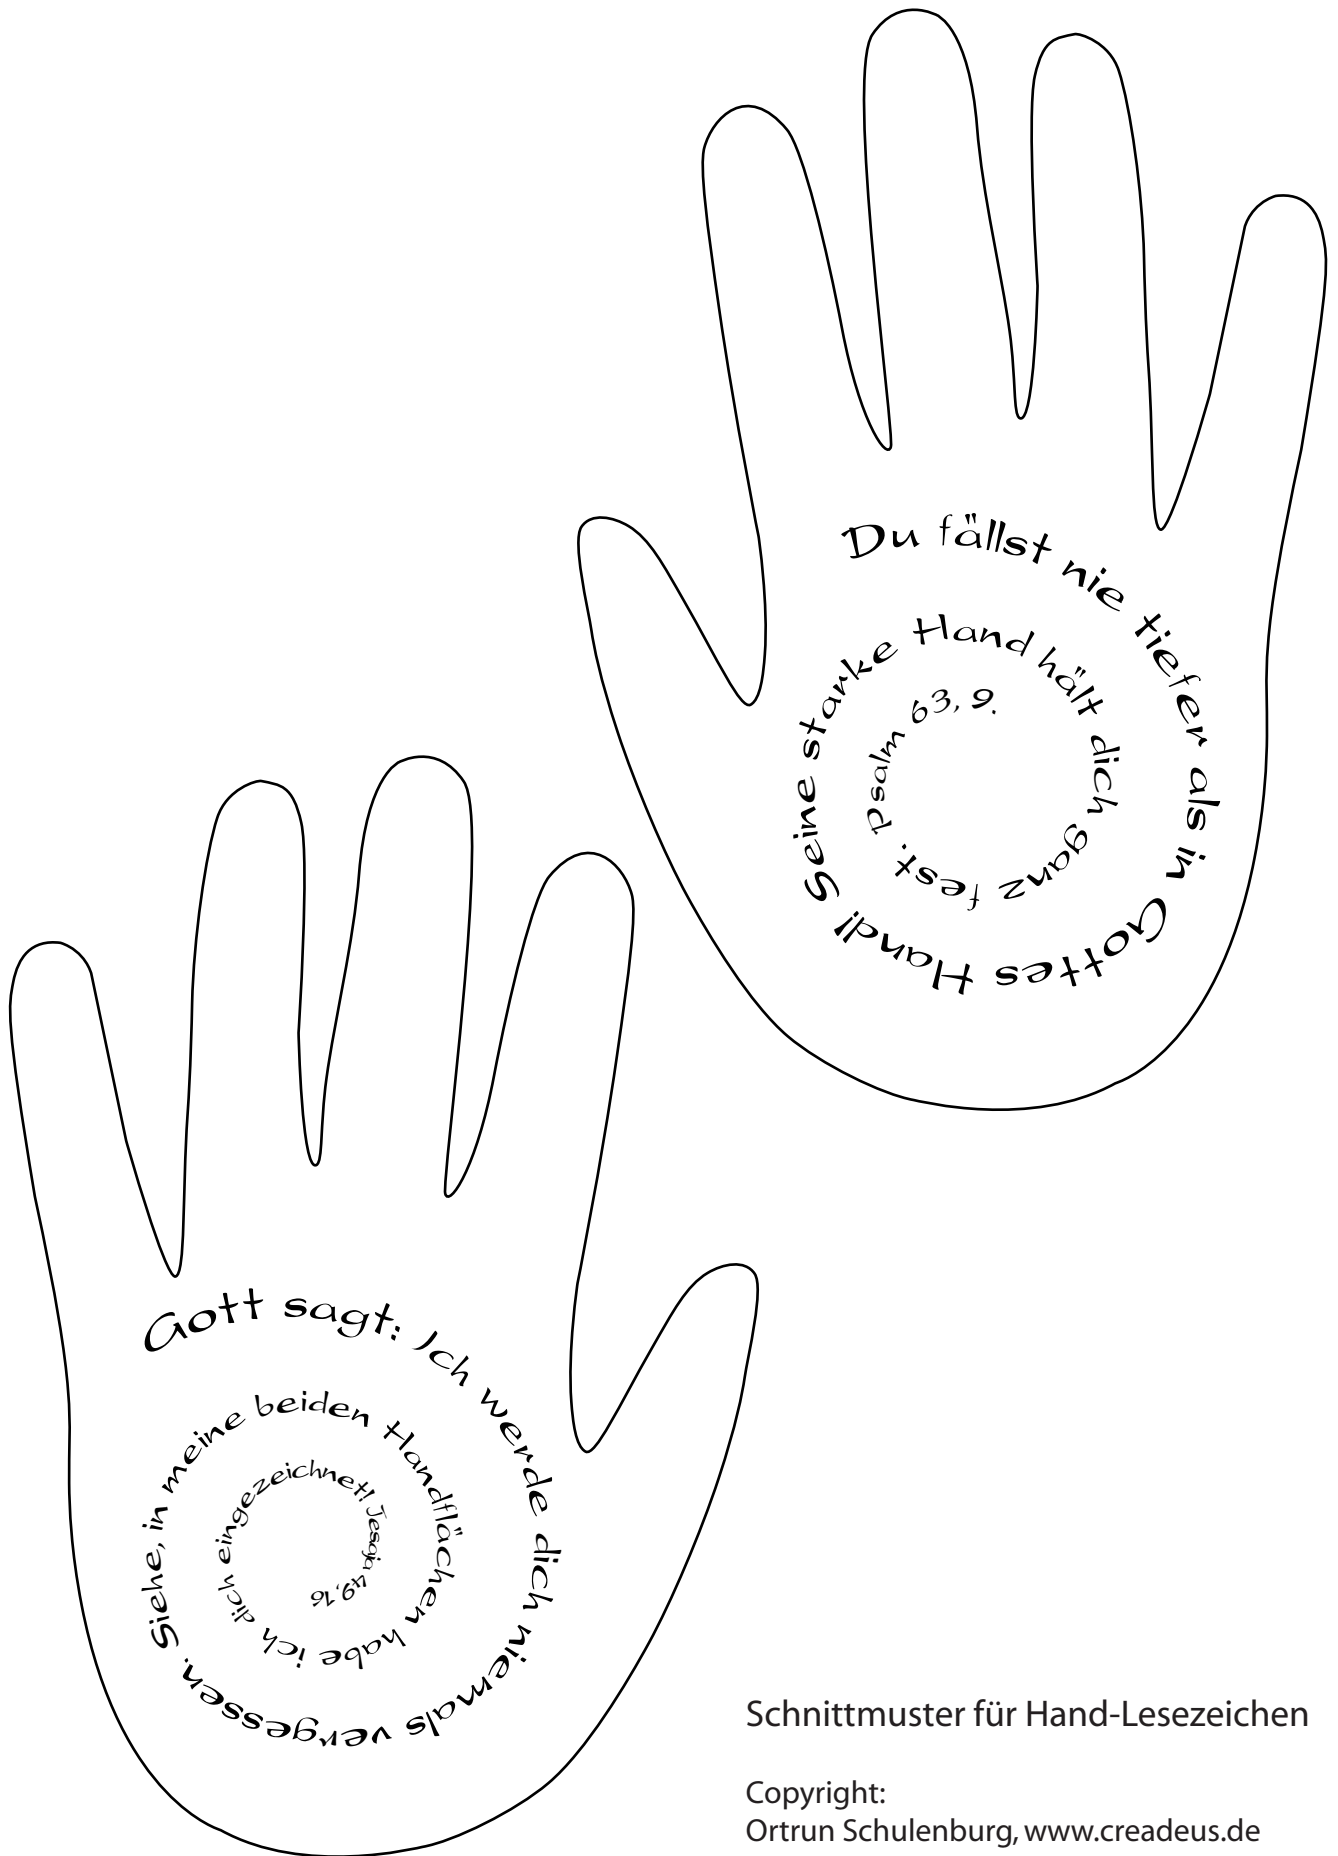 Du fällst nie tiefer als in Gottes Hand! Seine starke Hand hält dich ganz fest. Psalm 63, 9.
Gott sagt: Ich werde dich niemals vergessen. Siehe, in meine beiden Handflächen habe ich dich eingezeichnet! Jesaja 49,16
Schnittmuster für Hand-Lesezeichen
Copyright:
Ortrun Schulenburg, www.creadeus.de